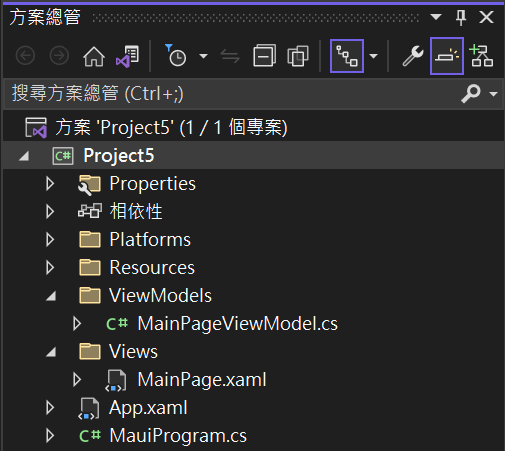 方案總管
搜尋方案總管 (Ctrl+;)
方案 'Project5' (1 / 1 個專案)
C# Project5
Properties
相依性
Platforms
Resources
ViewModels
C# MainPageViewModel.cs
Views
MainPage.xaml
App.xaml
C# MauiProgram.cs